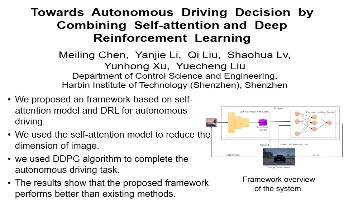 Towards Autonomous Driving Decision by
Combining Self-attention and Deep
Reinforcement Learning
Meiling Chen, Yanjie Li, Qi Liu, Shaohua Lv,
Yunhong Xu, Yuecheng Liu
Department of Control Science and Engineering,
Harbin Institute of Technology (Shenzhen), Shenzhen
• We proposed an framework based on self-
attention model and DRL for autonomous
driving.
• We used the self-attention model to reduce the
dimension of image.
• we used DDPG algorithm to complete the
autonomous driving task.
• The results show that the proposed framework
performs better than existing methods.
Framework overview
of the system.